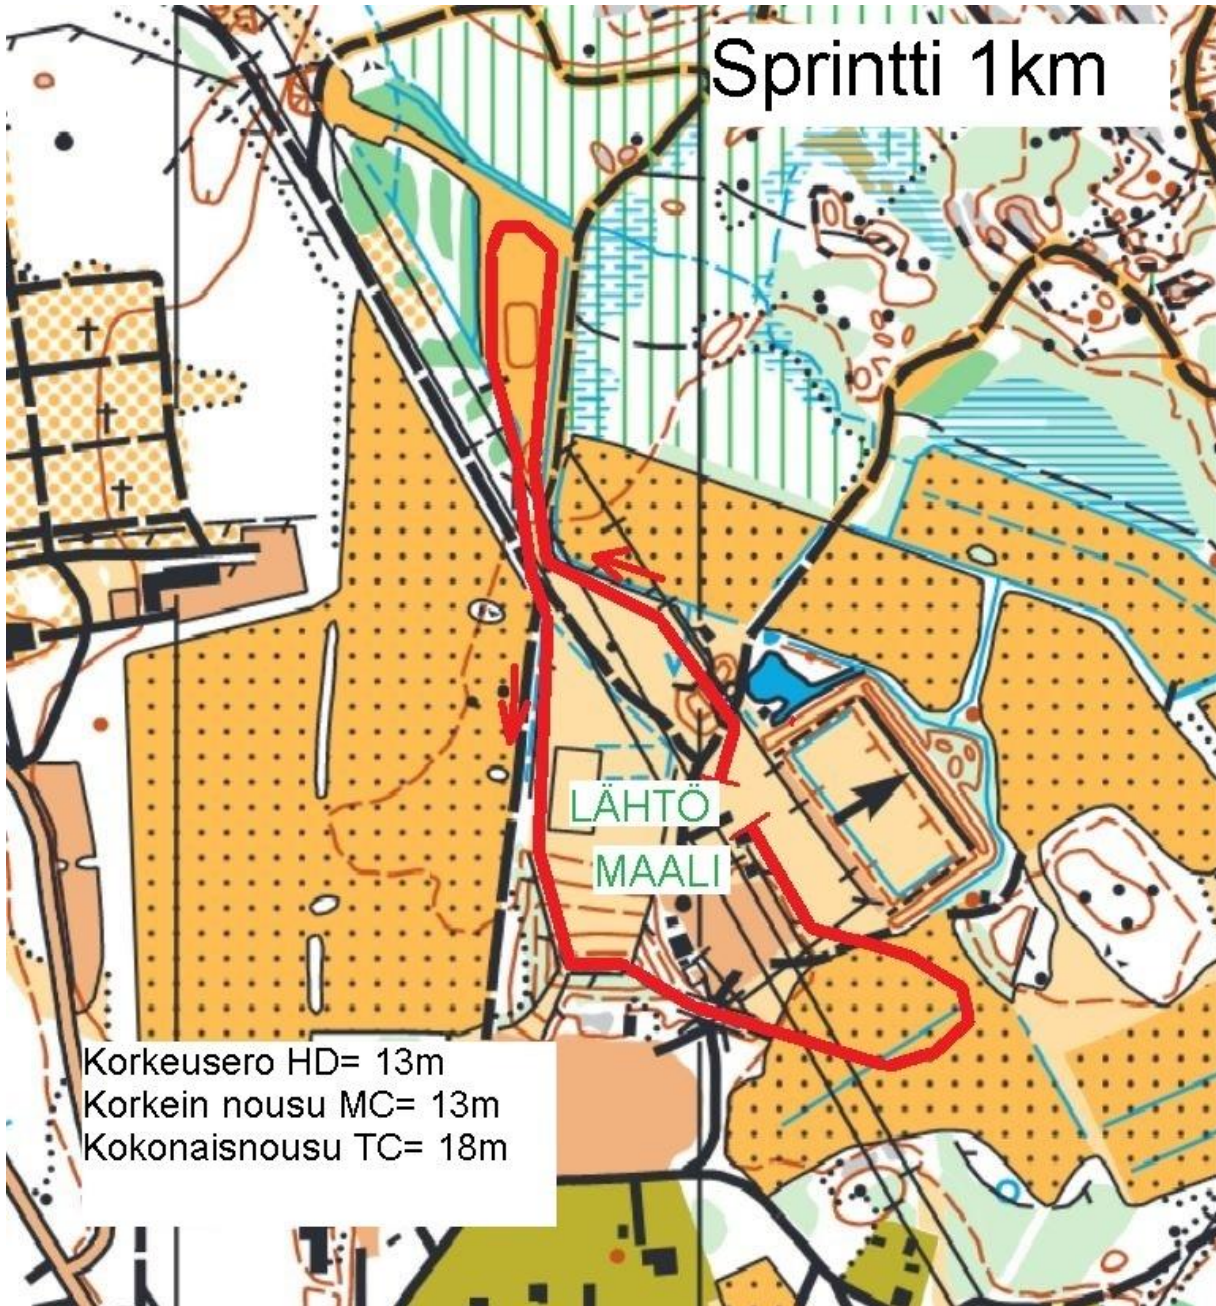 Sprintti 1km
LÄHTÖ
MAALI
Korkeusero HD= 13m
Korkein nousu MC= 13m
Kokonaisnousu TC= 18m